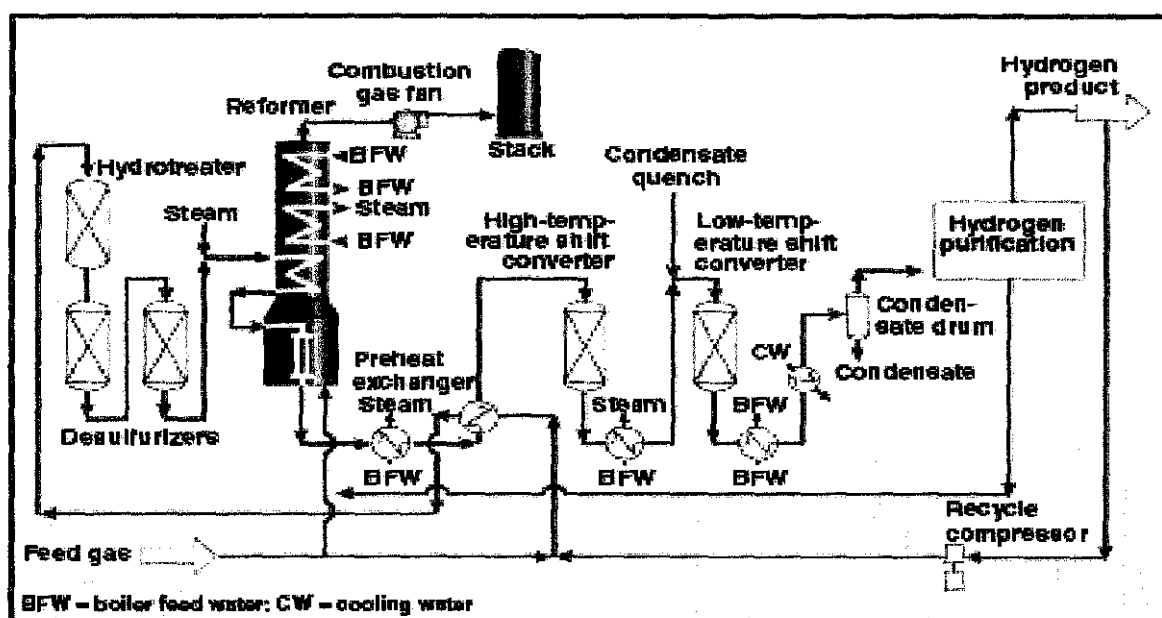 Combustion
gas fan
Reformer
Stack
Hydrogen
product
Hydrotreater
Steam
BFW
BFW
Steam
BFW
Condensate
quench
High-temp-
erature shift
converter
Low-temp-
erature shift
converter
Hydrogen
purification
Conden-
sate drum
Condensate
CW
Preheat
exchanger
Steam
BFW
Steam
BFW
BFW
BFW
Desulfurizers
Recycle
compressor
Feed gas
BFW – boiler feed water; CW – cooling water